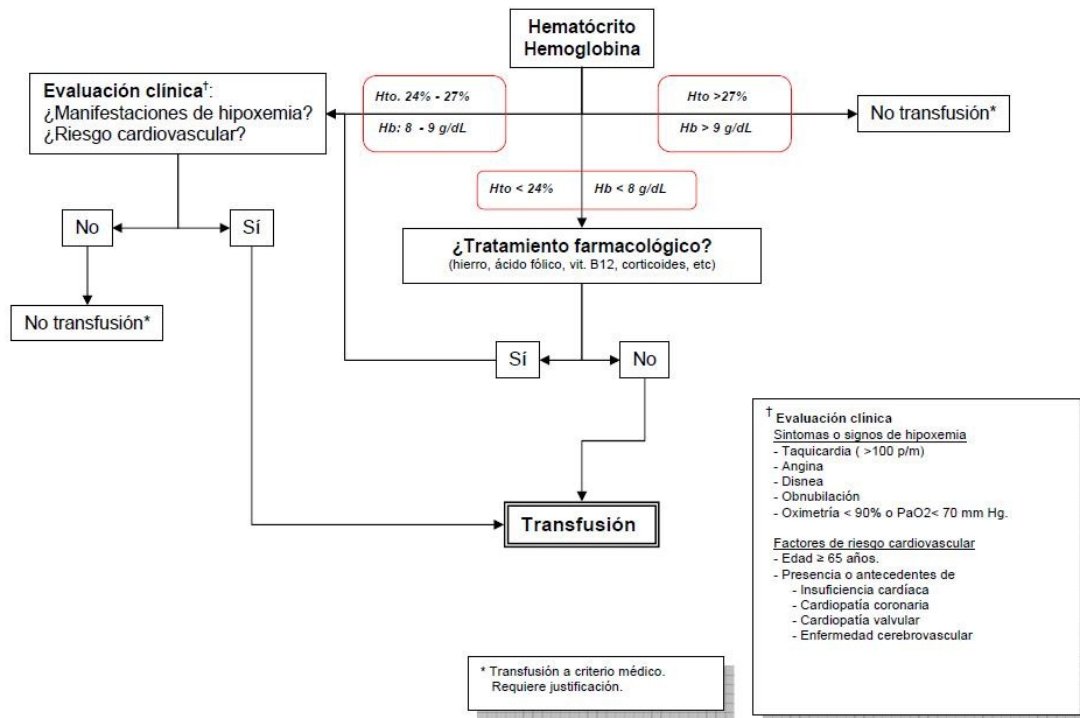 Hematócrito
Hemoglobina
Evaluación clínica†:
¿Manifestaciones de hipoxemia?
¿Riesgo cardiovascular?
Hto. 24% - 27%
Hb: 8 - 9 g/dL
Hto >27%
Hb > 9 g/dL
No transfusión*
Hto < 24%
Hb < 8 g/dL
No
Sí
¿Tratamiento farmacológico?
(hierro, ácido fólico, vit. B12, corticoides, etc)
No transfusión*
Sí
No
Transfusión
† Evaluación clínica
Sintomas o signos de hipoxemia
- Taquicardia ( >100 p/m)
- Angina
- Disnea
- Obnubilación
- Oximetría < 90% o PaO2< 70 mm Hg.
Factores de riesgo cardiovascular
- Edad ≥ 65 años.
- Presencia o antecedentes de
- Insuficiencia cardíaca
- Cardiopatía coronaria
- Cardiopatía valvular
- Enfermedad cerebrovascular
* Transfusión a criterio médico.
Requiere justificación.